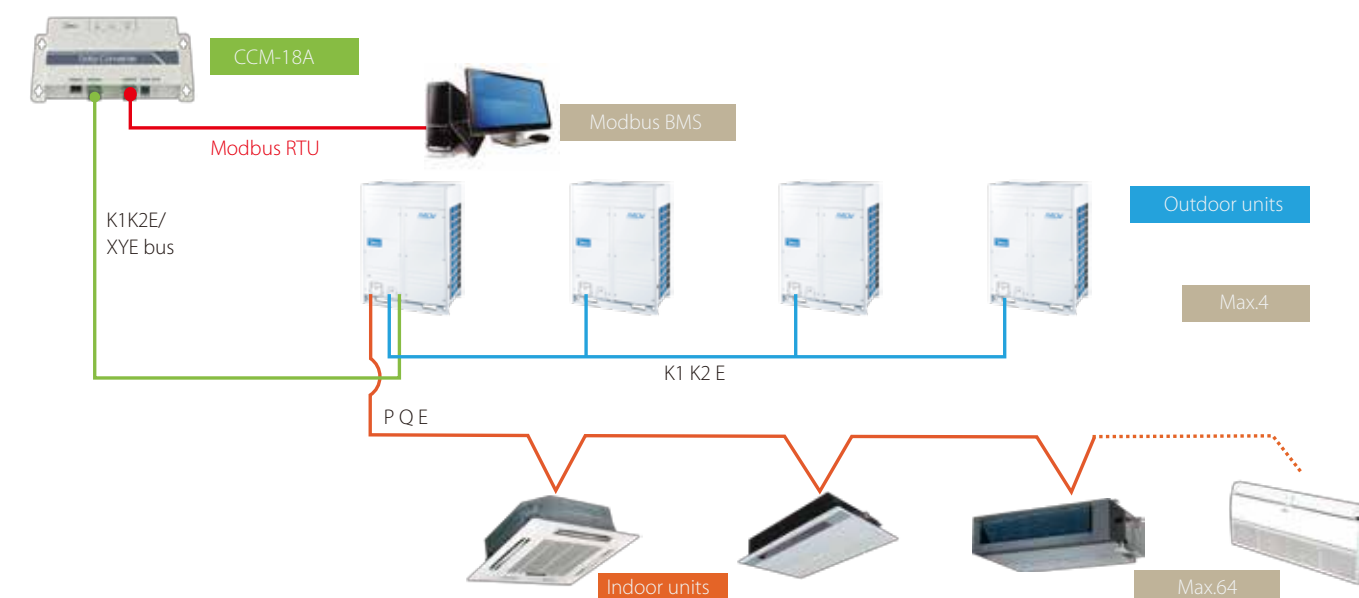 CCM-18A
Modbus BMS
Modbus RTU
Outdoor units
K1K2E/
XYE bus
Max.4
K1 K2 E
P Q E
Indoor units
Max.64